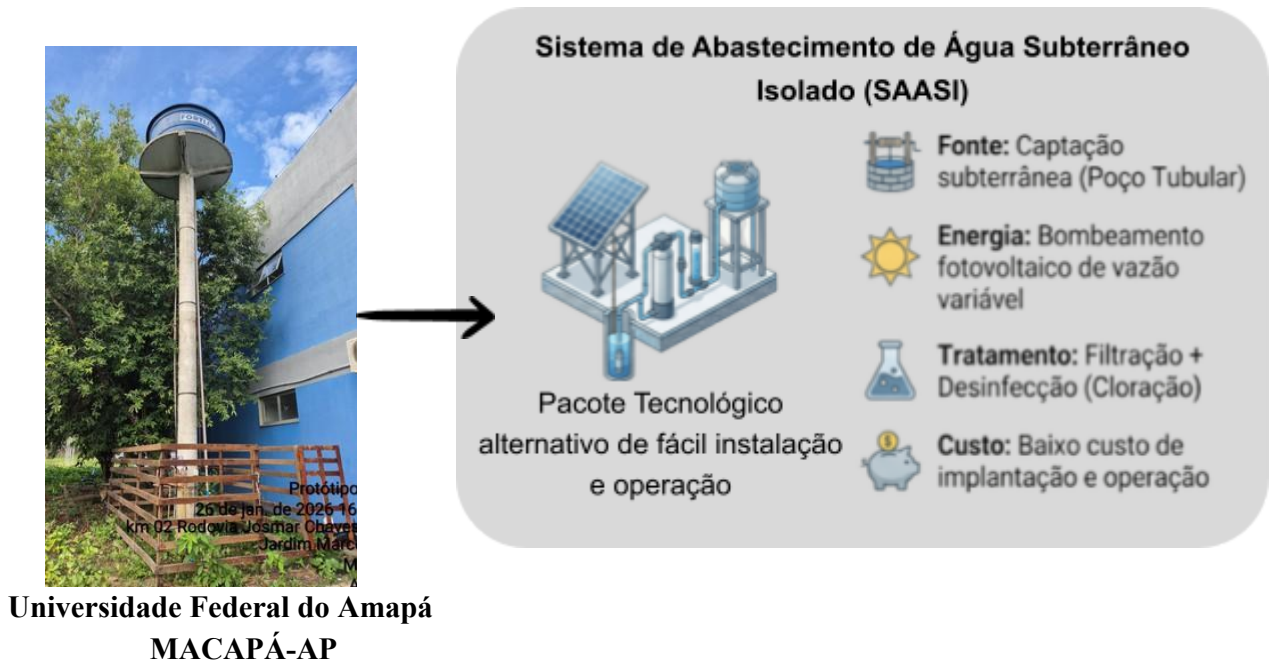 Sistema de Abastecimento de Água Subterrâneo
Isolado (SAASI)
FORTLEV
Fonte: Captação
subterrânea (Poço Tubular)
Energia: Bombeamento
fotovoltaico de vazão
variável
Tratamento: Filtração +
Desinfecção (Cloração)
Custo: Baixo custo de
implantação e operação
Pacote Tecnológico
alternativo de fácil instalação
e operação
Protótipo
26 de jan. de 2026 16
km 02 Rodovia Josmar Chaves
Jardim Marco
M
A
Universidade Federal do Amapá
MACAPÁ-AP